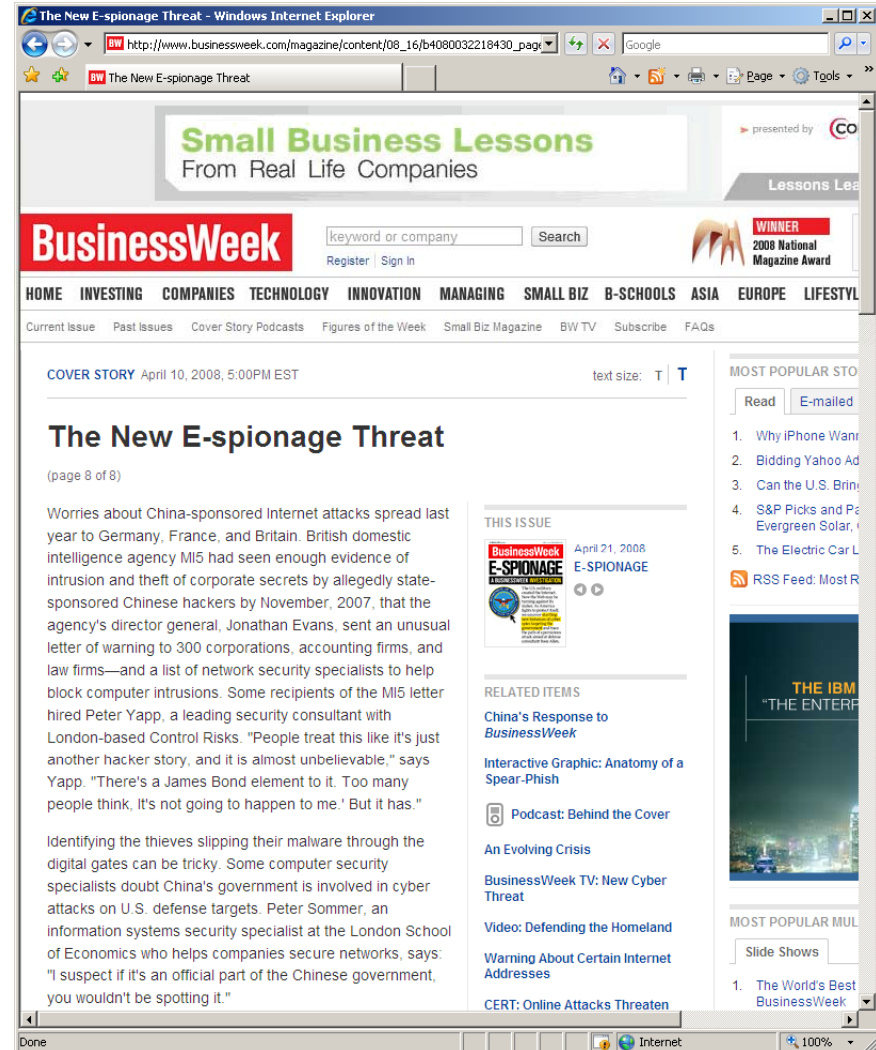 The New E-spionage Threat - Windows Internet Explorer
http://www.businessweek.com/magazine/content/08_16/b4080032218430_page
Google
BW The New E-spionage Threat
Page
Tools
Small Business Lessons
From Real Life Companies
presented by
Lessons Lea
BusinessWeek
keyword or company
Search
Register | Sign In
WINNER
2008 National
Magazine Award
HOME INVESTING COMPANIES TECHNOLOGY INNOVATION MANAGING SMALL BIZ B-SCHOOLS ASIA EUROPE LIFESTYL
Current Issue Past Issues Cover Story Podcasts Figures of the Week Small Biz Magazine BW TV Subscribe FAQs
COVER STORY April 10, 2008, 5:00PM EST
text size: T | T
The New E-spionage Threat
(page 8 of 8)
Worries about China-sponsored Internet attacks spread last
year to Germany, France, and Britain. British domestic
intelligence agency MI5 had seen enough evidence of
intrusion and theft of corporate secrets by allegedly state-
sponsored Chinese hackers by November, 2007, that the
agency's director general, Jonathan Evans, sent an unusual
letter of warning to 300 corporations, accounting firms, and
law firms—and a list of network security specialists to help
block computer intrusions. Some recipients of the MI5 letter
hired Peter Yapp, a leading security consultant with
London-based Control Risks. "People treat this like it's just
another hacker story, and it is almost unbelievable," says
Yapp. "There's a James Bond element to it. Too many
people think, It's not going to happen to me.' But it has."
Identifying the thieves slipping their malware through the
digital gates can be tricky. Some computer security
specialists doubt China's government is involved in cyber
attacks on U.S. defense targets. Peter Sommer, an
information systems security specialist at the London School
of Economics who helps companies secure networks, says:
"I suspect if it's an official part of the Chinese government,
you wouldn't be spotting it."
THIS ISSUE
BusinessWeek
E-SPIONAGE
A BUSINESSWEEK INVESTIGATION
April 21, 2008
E-SPIONAGE
RELATED ITEMS
China's Response to
BusinessWeek
Interactive Graphic: Anatomy of a
Spear-Phish
Podcast: Behind the Cover
An Evolving Crisis
BusinessWeek TV: New Cyber
Threat
Video: Defending the Homeland
Warning About Certain Internet
Addresses
CERT: Online Attacks Threaten
MOST POPULAR STO
Read E-mailed
1. Why iPhone Wann
2. Bidding Yahoo Ad
3. Can the U.S. Brin
4. S&P Picks and Pa
Evergreen Solar,
5. The Electric Car L
RSS Feed: Most R
THE IBM
"THE ENTERP
MOST POPULAR MUL
Slide Shows
1. The World's Best
BusinessWeek
Done
Internet
100%